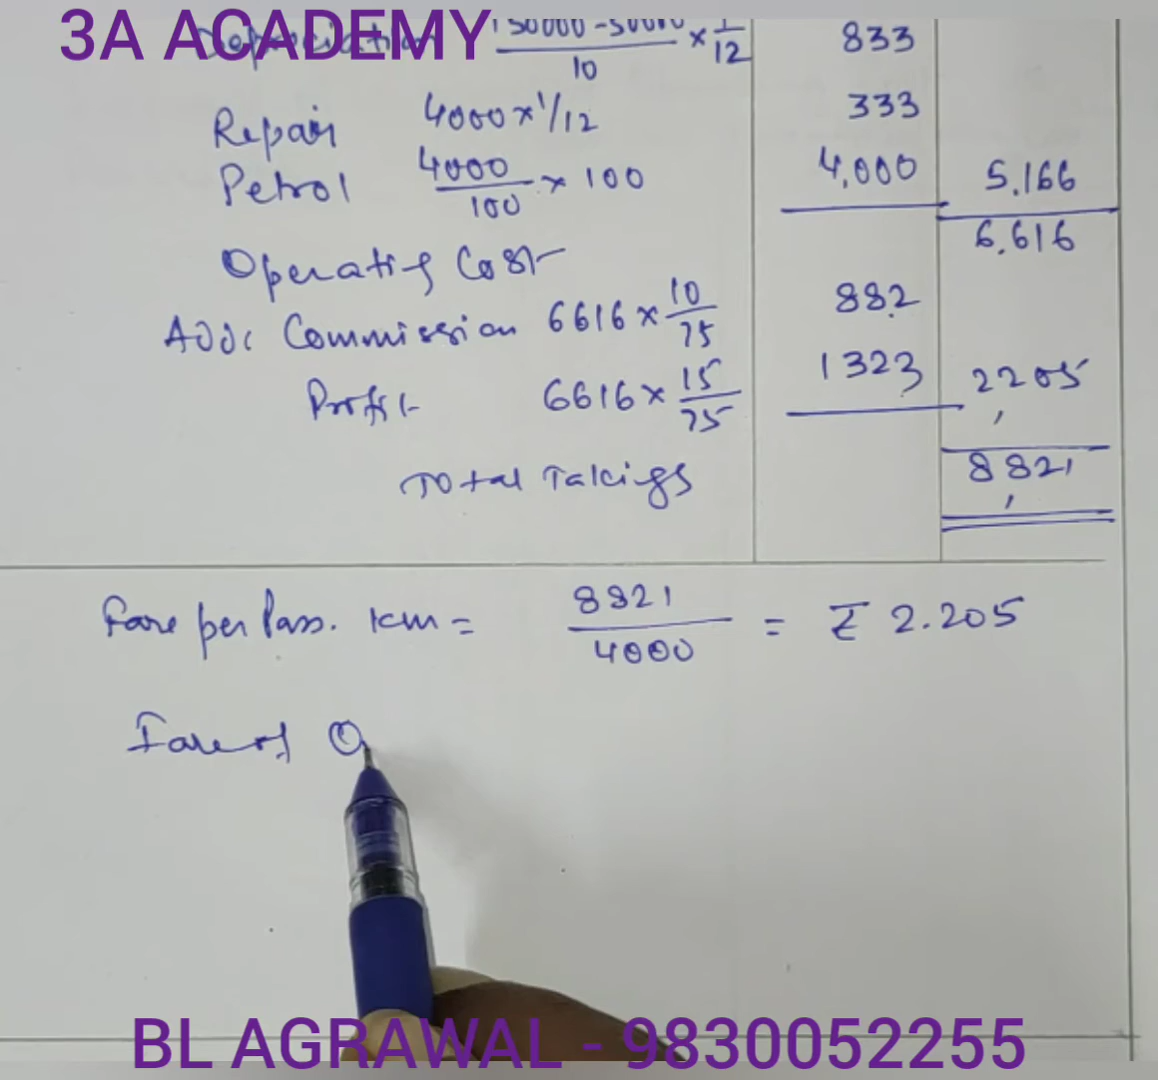 3A ACADEMY
Depreciation 150000-50000/10 × 1/12 833
Repair 4000×1/12 333
Petrol 4000/100 × 100 4,000 5,166
6,616
Operating Cost
Add: Commission 6616 × 10/75 882
Profit 6616 × 15/75 1323 2205
Total Takings 8821
Fare per Pass. km = 8821/4000 = ₹ 2.205
Fare of O
BL AGRAWAL - 9830052255